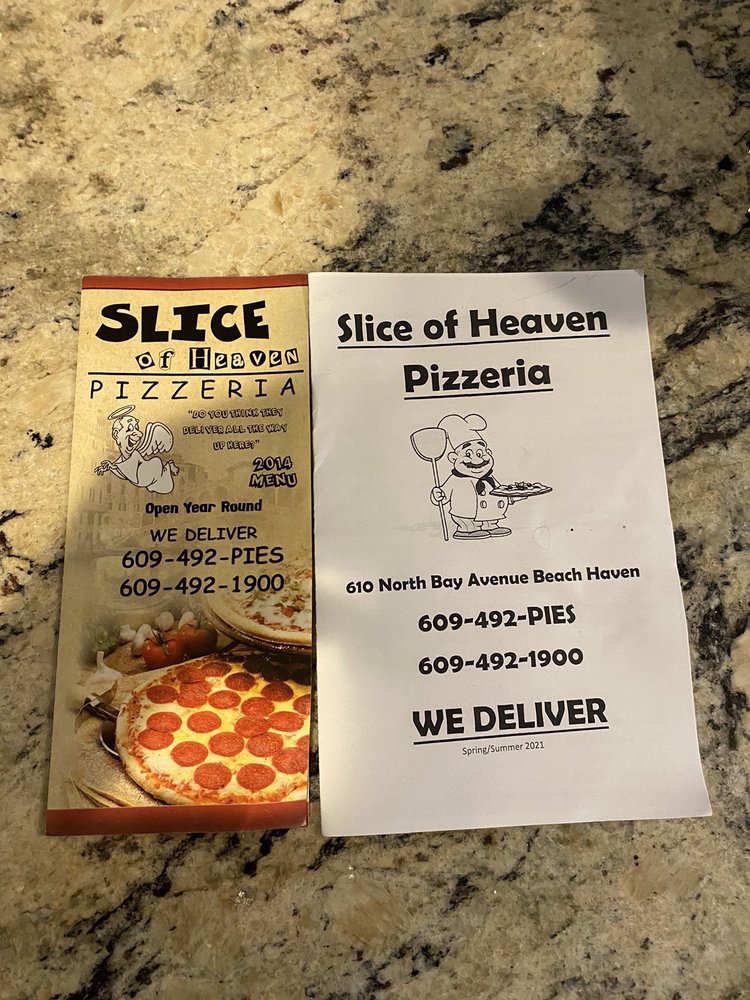 SLICE
of Heaven
PIZZERIA
"DO YOU THINK THEY
DELIVER ALL THE WAY
UP HERE?"
2014
MENU
Open Year Round
WE DELIVER
609-492-PIES
609-492-1900
Slice of Heaven
Pizzeria
610 North Bay Avenue Beach Haven
609-492-PIES
609-492-1900
WE DELIVER
Spring/Summer 2021